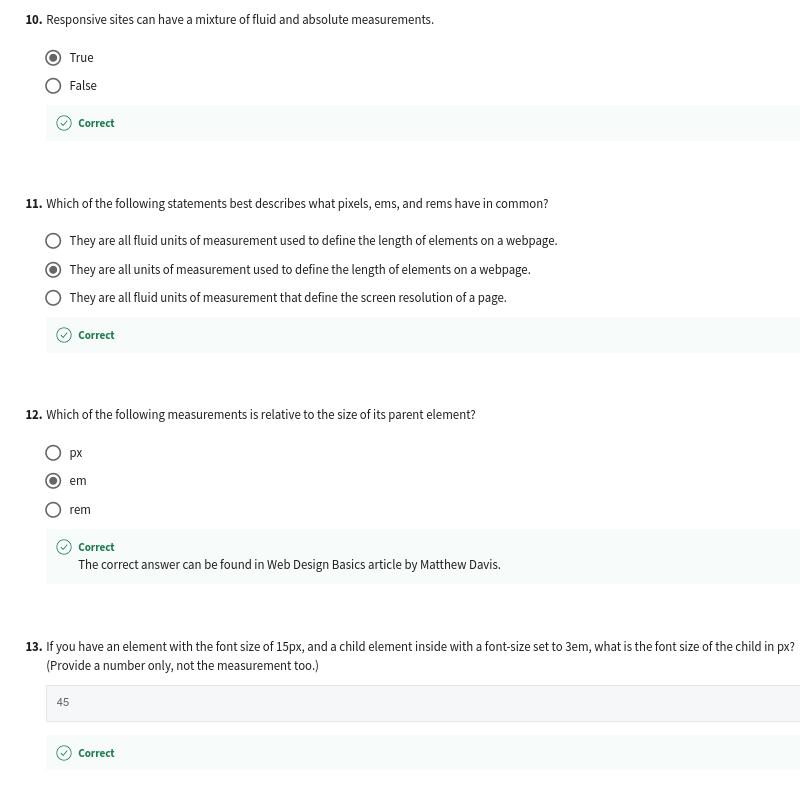 10. Responsive sites can have a mixture of fluid and absolute measurements.
True
False
Correct
11. Which of the following statements best describes what pixels, ems, and rems have in common?
They are all fluid units of measurement used to define the length of elements on a webpage.
They are all units of measurement used to define the length of elements on a webpage.
They are all fluid units of measurement that define the screen resolution of a page.
Correct
12. Which of the following measurements is relative to the size of its parent element?
px
em
rem
Correct
The correct answer can be found in Web Design Basics article by Matthew Davis.
13. If you have an element with the font size of 15px, and a child element inside with a font-size set to 3em, what is the font size of the child in px?
(Provide a number only, not the measurement too.)
45
Correct